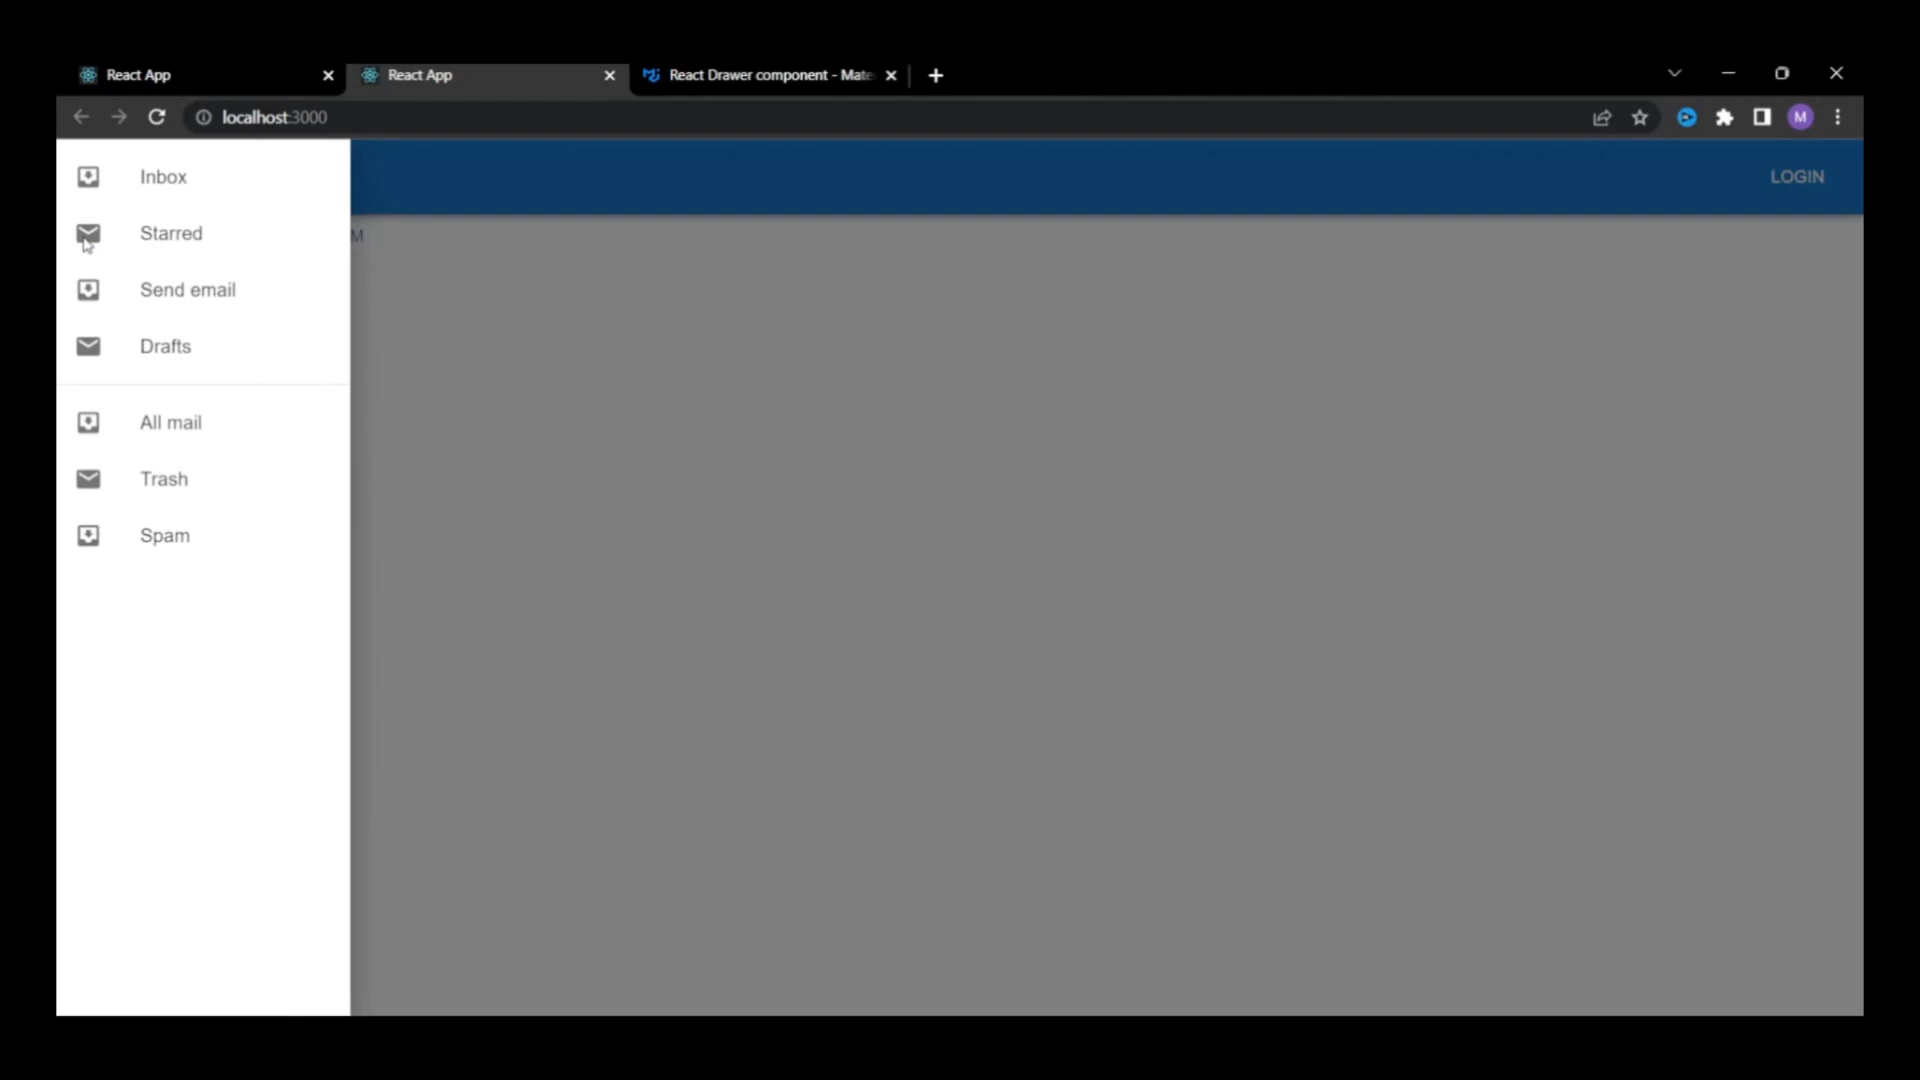 React App
React App
React Drawer component - Mate
localhost:3000
M
Inbox
LOGIN
Starred
M
Send email
Drafts
All mail
Trash
Spam